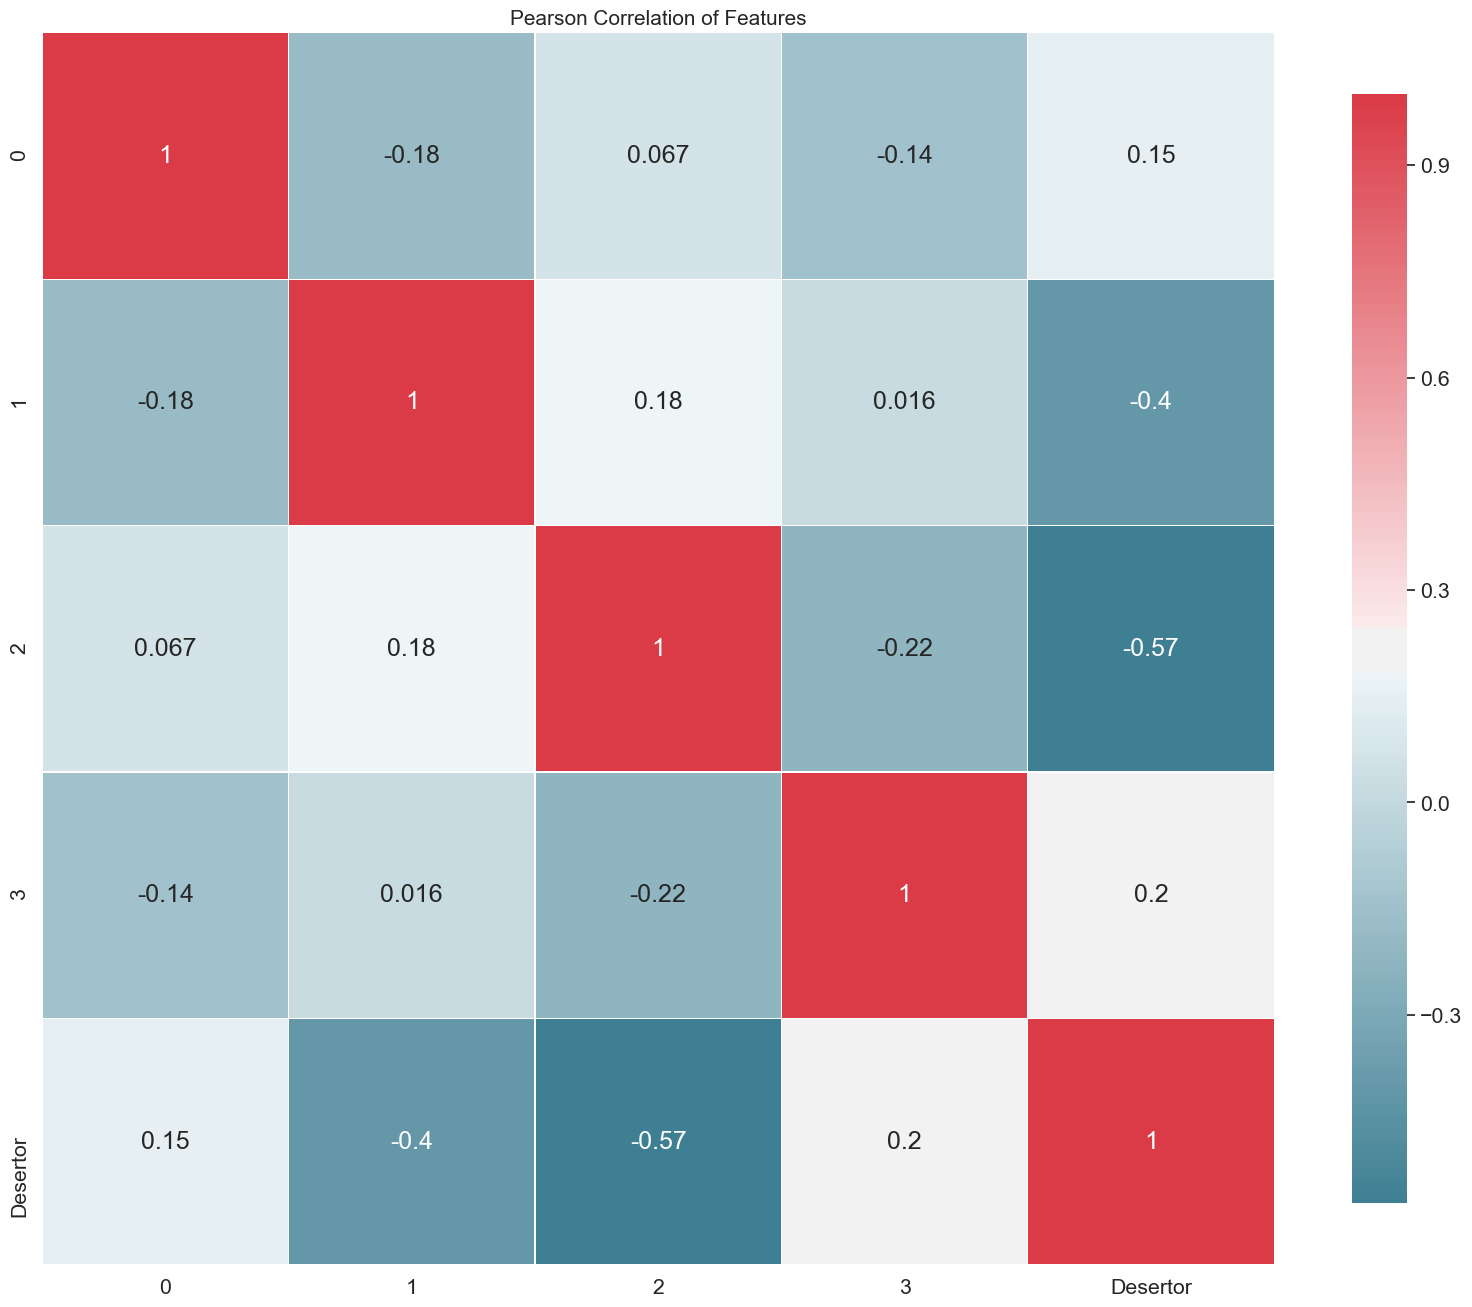 Pearson Correlation of Features
0 1 -0.18 0.067 -0.14 0.15
1 -0.18 1 0.18 0.016 -0.4
2 0.067 0.18 1 -0.22 -0.57
3 -0.14 0.016 -0.22 1 0.2
Desertor 0.15 -0.4 -0.57 0.2 1
0 1 2 3 Desertor
0.9
0.6
0.3
0.0
−0.3